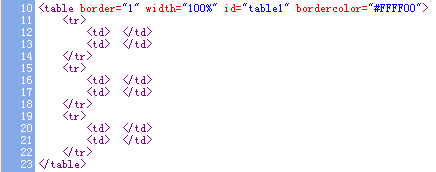 10 <table border="1" width="100%" id="table1" bordercolor="#FFFF00">
11     <tr>
12         <td>  </td>
13         <td>  </td>
14     </tr>
15     <tr>
16         <td>  </td>
17         <td>  </td>
18     </tr>
19     <tr>
20         <td>  </td>
21         <td>  </td>
22     </tr>
23 </table>